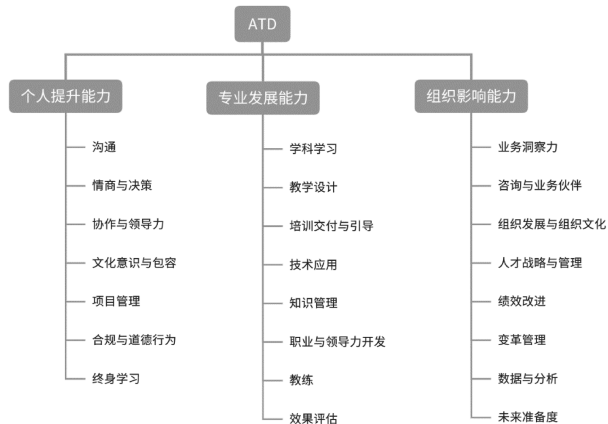 ATD
个人提升能力
沟通
情商与决策
协作与领导力
文化意识与包容
项目管理
合规与道德行为
终身学习
专业发展能力
学科学习
教学设计
培训交付与引导
技术应用
知识管理
职业与领导力开发
教练
效果评估
组织影响能力
业务洞察力
咨询与业务伙伴
组织发展与组织文化
人才战略与管理
绩效改进
变革管理
数据与分析
未来准备度